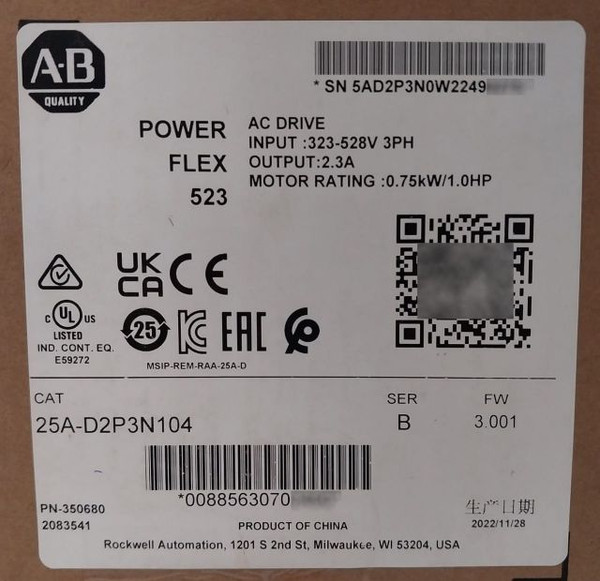 A-B
QUALITY
* SN 5AD2P3N0W2249
POWER
FLEX
523
AC DRIVE
INPUT :323-528V 3PH
OUTPUT:2.3A
MOTOR RATING :0.75kW/1.0HP
UK
CA
CE
c UL US
LISTED
IND. CONT. EQ.
E59272
25
EAC
MSIP-REM-RAA-25A-D
CAT
SER
FW
25A-D2P3N104
B
3.001
*0088563070
PN-350680
2083541
生产日期
2022/11/28
PRODUCT OF CHINA
Rockwell Automation, 1201 S 2nd St, Milwaukee, WI 53204, USA